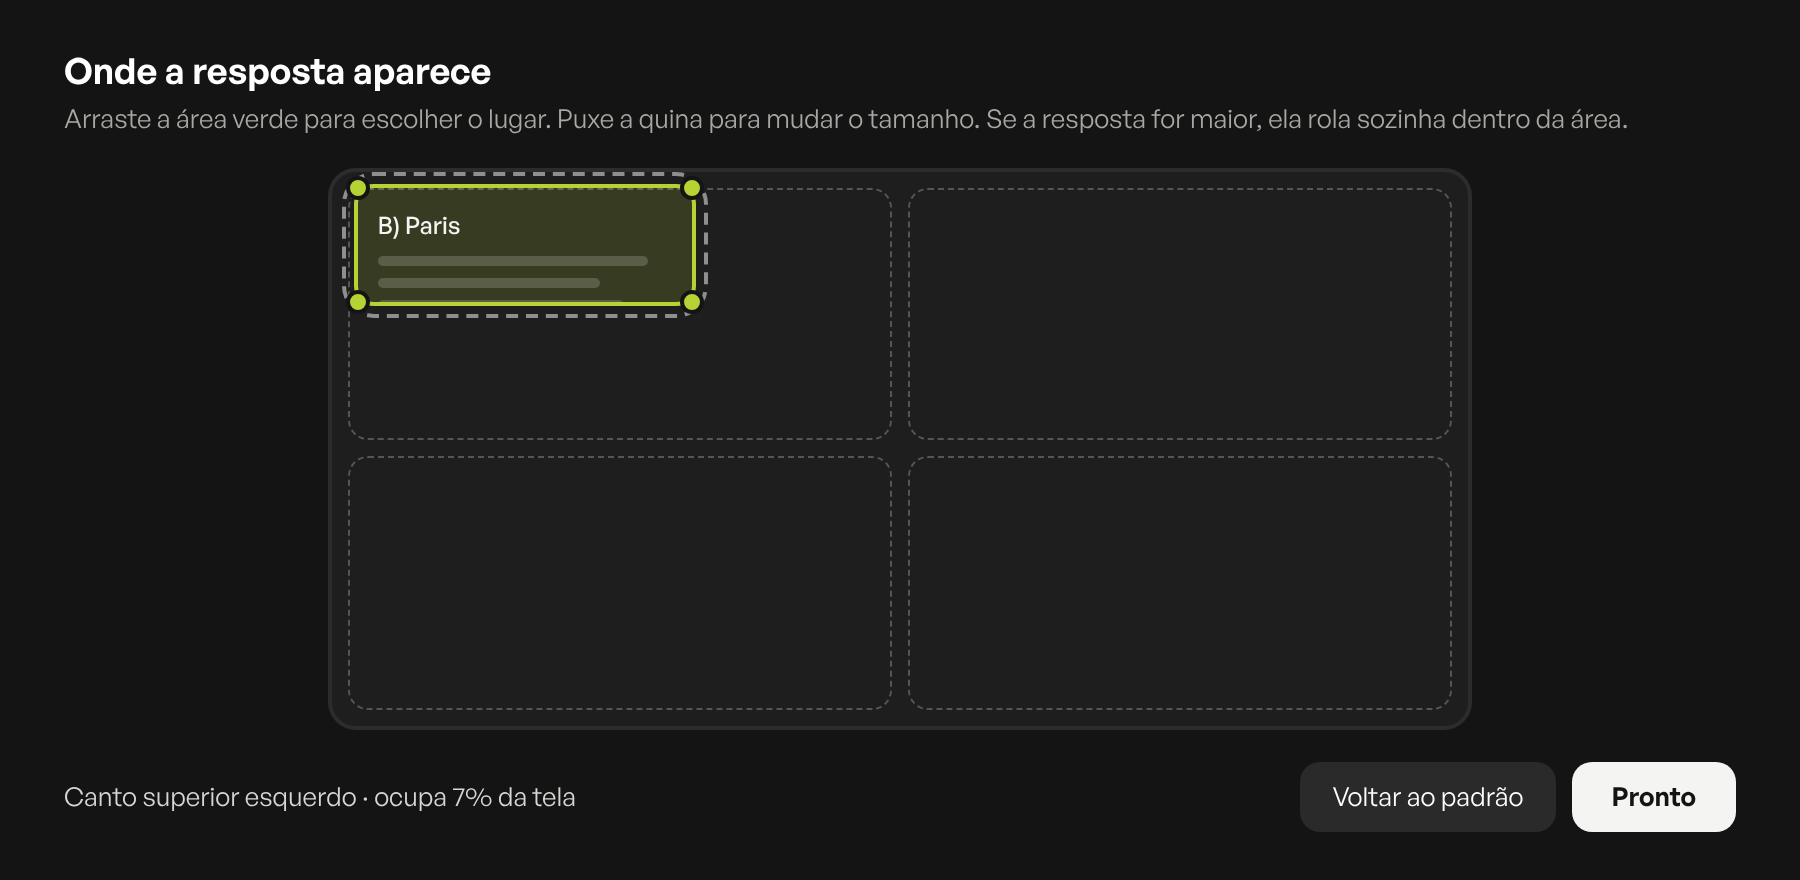 Onde a resposta aparece
Arraste a área verde para escolher o lugar. Puxe a quina para mudar o tamanho. Se a resposta for maior, ela rola sozinha dentro da área.
B) Paris
Canto superior esquerdo · ocupa 7% da tela
Voltar ao padrão
Pronto